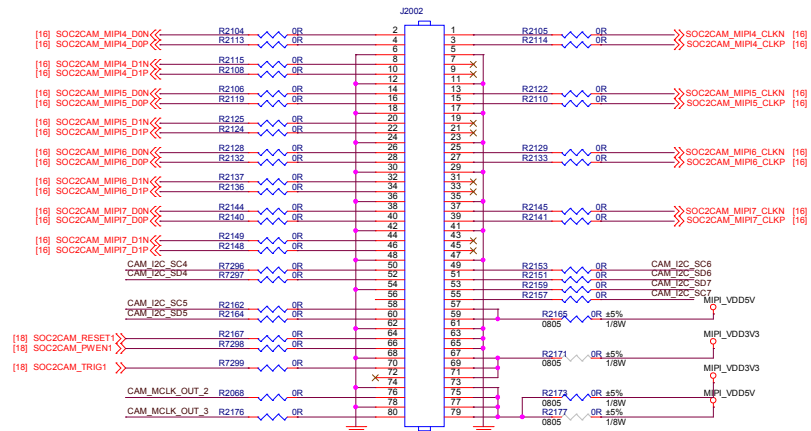 J2002
[16] SOC2CAM_MIPI4_D0N R2104 0R 2 1 R2105 0R SOC2CAM_MIPI4_CLKN [16]
[16] SOC2CAM_MIPI4_D0P R2113 0R 4 3 R2114 0R SOC2CAM_MIPI4_CLKP [16]
6 5
[16] SOC2CAM_MIPI4_D1N R2115 0R 8 7
[16] SOC2CAM_MIPI4_D1P R2108 0R 10 9
12 11
[16] SOC2CAM_MIPI5_D0N R2106 0R 14 13 R2122 0R SOC2CAM_MIPI5_CLKN [16]
[16] SOC2CAM_MIPI5_D0P R2119 0R 16 15 R2110 0R SOC2CAM_MIPI5_CLKP [16]
18 17
[16] SOC2CAM_MIPI5_D1N R2125 0R 20 19
[16] SOC2CAM_MIPI5_D1P R2124 0R 22 21
24 23
[16] SOC2CAM_MIPI6_D0N R2128 0R 26 25 R2129 0R SOC2CAM_MIPI6_CLKN [16]
[16] SOC2CAM_MIPI6_D0P R2132 0R 28 27 R2133 0R SOC2CAM_MIPI6_CLKP [16]
30 29
[16] SOC2CAM_MIPI6_D1N R2137 0R 32 31
[16] SOC2CAM_MIPI6_D1P R2136 0R 34 33
36 35
[16] SOC2CAM_MIPI7_D0N R2144 0R 38 37 R2145 0R SOC2CAM_MIPI7_CLKN [16]
[16] SOC2CAM_MIPI7_D0P R2140 0R 40 39 R2141 0R SOC2CAM_MIPI7_CLKP [16]
42 41
[16] SOC2CAM_MIPI7_D1N R2149 0R 44 43
[16] SOC2CAM_MIPI7_D1P R2148 0R 46 45
48 47
CAM_I2C_SC4 R7296 0R 50 49 R2153 0R CAM_I2C_SC6
CAM_I2C_SD4 R7297 0R 52 51 R2151 0R CAM_I2C_SD6
54 53 R2159 0R CAM_I2C_SD7
56 55 R2157 0R CAM_I2C_SC7
MIPI_VDD5V
CAM_I2C_SC5 R2162 0R 58 57
CAM_I2C_SD5 R2164 0R 60 59 R2165 0R ±5%
0805 1/8W
62 61
MIPI_VDD3V3
[18] SOC2CAM_RESET1 R2167 0R 64 63
[18] SOC2CAM_PWEN1 R7298 0R 66 65
68 67 R2171 0R ±5%
0805 1/8W
[18] SOC2CAM_TRIG1 R7299 0R 70 69
MIPI_VDD3V3
72 71
74 73
MIPI_VDD5V
CAM_MCLK_OUT_2 R2068 0R 76 75 R2173 0R ±5%
0805 1/8W
78 77
CAM_MCLK_OUT_3 R2176 0R 80 79 R2177 0R ±5%
0805 1/8W